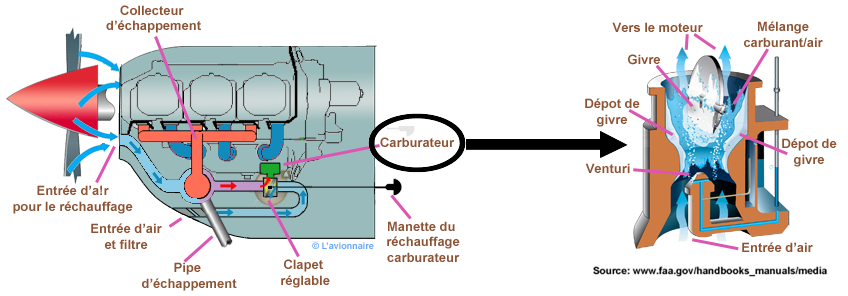 Collecteur
d'échappement
Entrée d'a!r
pour le réchauffage
Entrée d'air
et filtre
Pipe
d'échappement
Clapet
réglable
© L'avionnaire
Carburateur
Manette du
réchauffage
carburateur
Vers le moteur
Mélange
carburant/air
Givre
Dépot de
givre
Dépot de
givre
Venturi
Entrée d'air
Source: www.faa.gov/handbooks_manuals/media